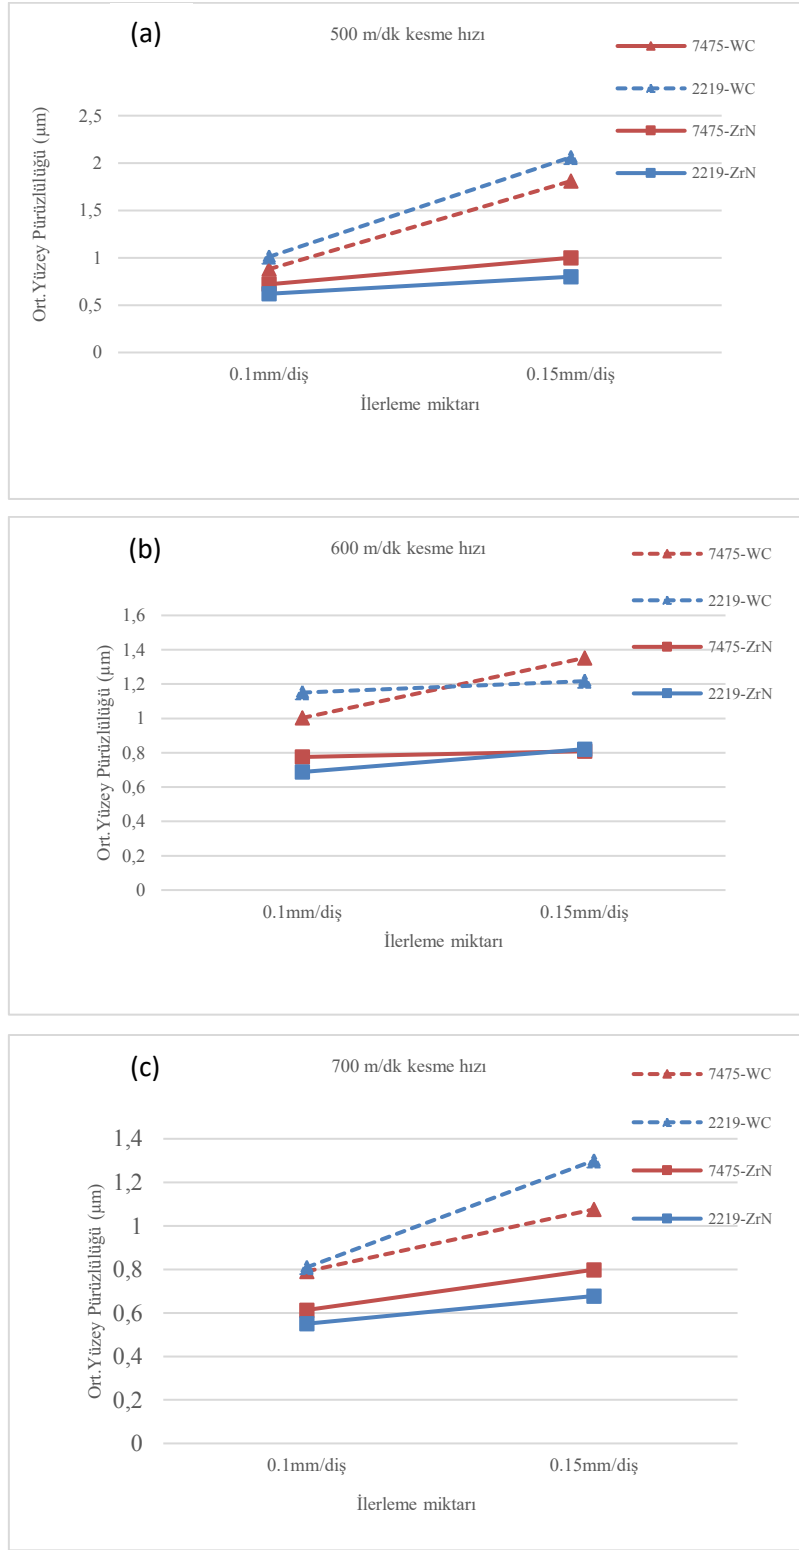 (a)
500 m/dk kesme hızı
7475-WC
2219-WC
7475-ZrN
2219-ZrN
Ort.Yüzey Pürüzlülüğü (µm)
2,5
2
1,5
1
0,5
0
0.1mm/diş
0.15mm/diş
İlerleme miktarı
(b)
600 m/dk kesme hızı
7475-WC
2219-WC
7475-ZrN
2219-ZrN
Ort.Yüzey Pürüzlülüğü (µm)
1,6
1,4
1,2
1
0,8
0,6
0,4
0,2
0
0.1mm/diş
0.15mm/diş
İlerleme miktarı
(c)
700 m/dk kesme hızı
7475-WC
2219-WC
7475-ZrN
2219-ZrN
Ort.Yüzey Pürüzlülüğü (µm)
1,4
1,2
1
0,8
0,6
0,4
0,2
0
0.1mm/diş
0.15mm/diş
İlerleme miktarı